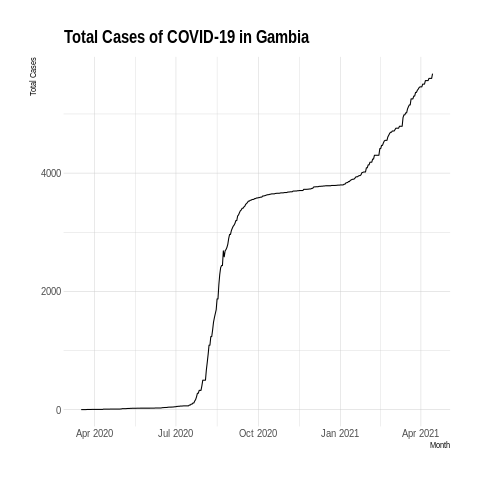 Total Cases of COVID-19 in Gambia
Total Cases
4000
2000
0
Apr 2020 Jul 2020 Oct 2020 Jan 2021 Apr 2021
Month